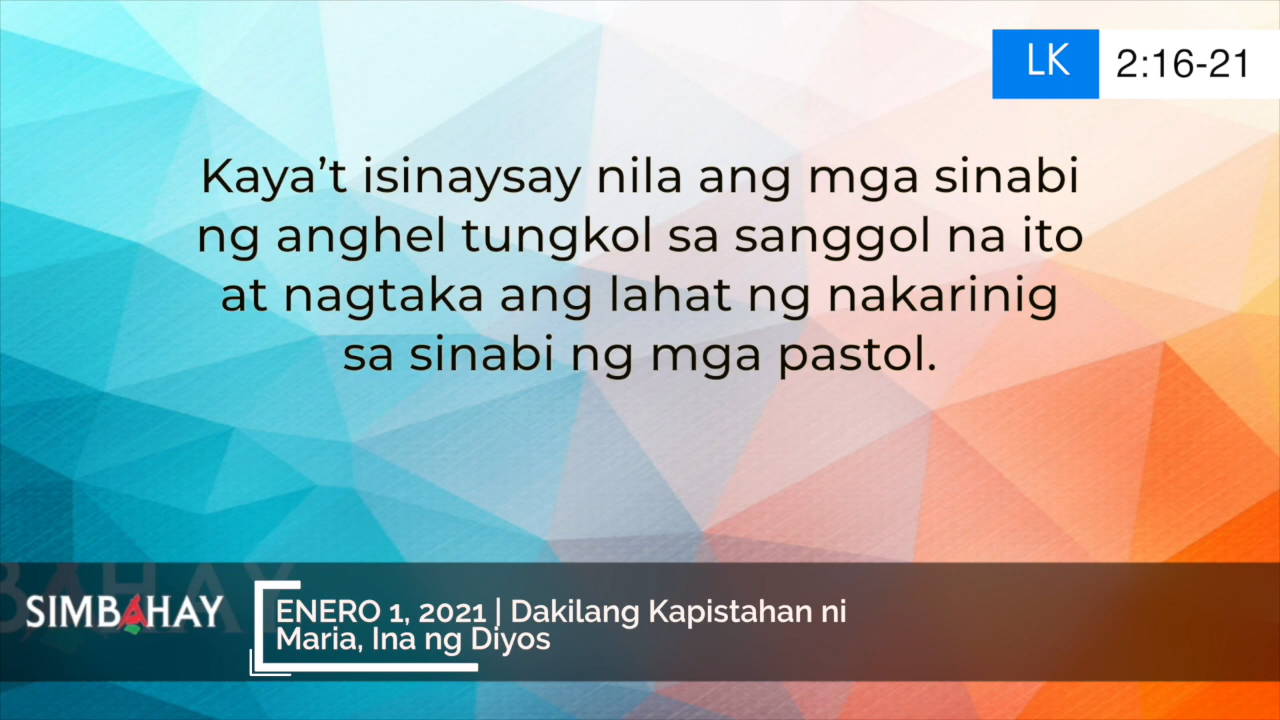 LK 2:16-21
Kaya’t isinaysay nila ang mga sinabi
ng anghel tungkol sa sanggol na ito
at nagtaka ang lahat ng nakarinig
sa sinabi ng mga pastol.
SIMBAHAY
ENERO 1, 2021 | Dakilang Kapistahan ni
Maria, Ina ng Diyos